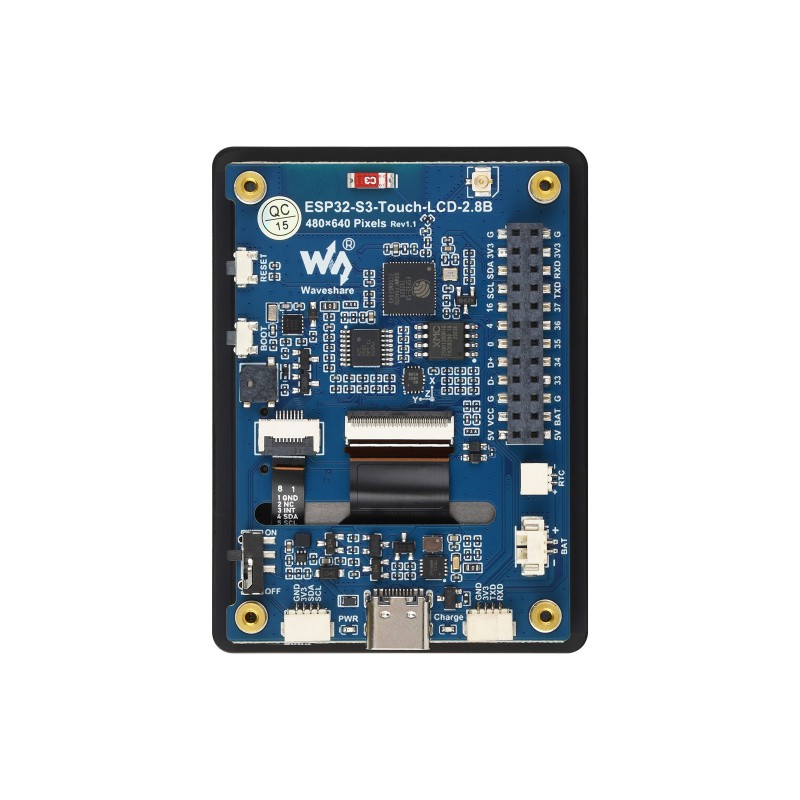 C3
QC
15
ESP32-S3-Touch-LCD-2.8B
480×640 Pixels Rev1.1
®
Waveshare
RESET
BOOT
G
3V3
SDA
SCL
16
4
0
D+
D-
G
VCC
5V
G
3V3
RXD
TXD
37
36
35
34
33
G
BAT
5V
XMC
X
Y
Z
8 1
1 GND
2 NC
3 INT
4 SDA
5 SCL
RTC
+
-
BAT
+
-
ON
OFF
GND
3V3
SDA
SCL
PWR
Charge
GND
3V3
TXD
RXD